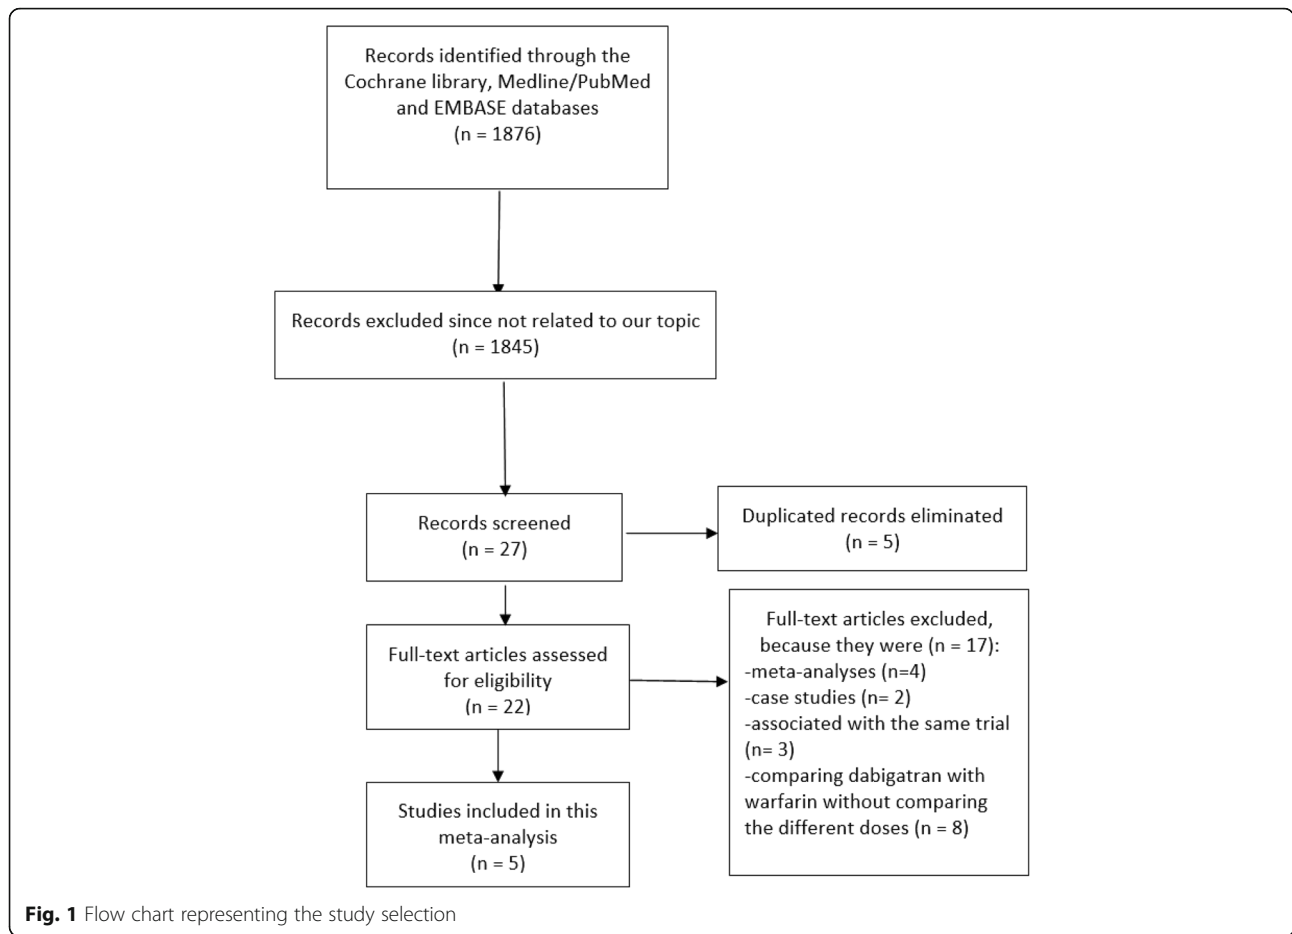 Records identified through the
Cochrane library, Medline/PubMed
and EMBASE databases
(n = 1876)
Records excluded since not related to our topic
(n = 1845)
Records screened
(n = 27)
Duplicated records eliminated
(n = 5)
Full-text articles assessed
for eligibility
(n = 22)
Full-text articles excluded,
because they were (n = 17):
-meta-analyses (n=4)
-case studies (n= 2)
-associated with the same trial
(n= 3)
-comparing dabigatran with
warfarin without comparing
the different doses (n = 8)
Studies included in this
meta-analysis
(n = 5)
Fig. 1 Flow chart representing the study selection